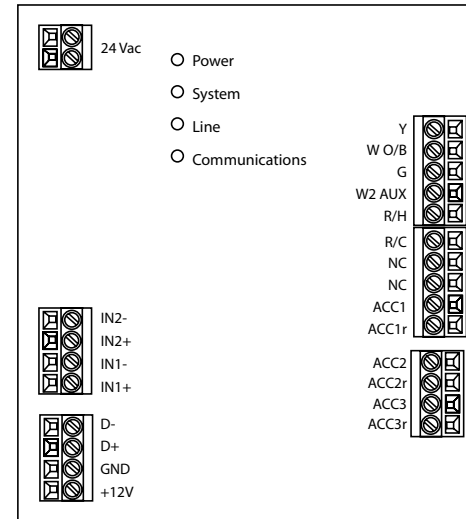 24 Vac
Power
System
Line
Communications
Y
W O/B
G
W2 AUX
R/H
R/C
NC
NC
ACC1
ACC1r
ACC2
ACC2r
ACC3
ACC3r
IN2-
IN2+
IN1-
IN1+
D-
D+
GND
+12V